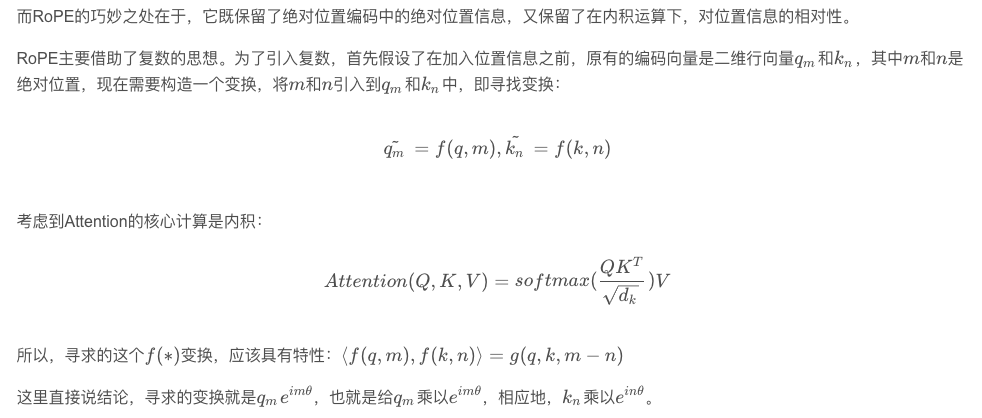 而RoPE的巧妙之处在于，它既保留了绝对位置编码中的绝对位置信息，又保留了在内积运算下，对位置信息的相对性。
RoPE主要借助了复数的思想。为了引入复数，首先假设了在加入位置信息之前，原有的编码向量是二维行向量$q_m$和$k_n$，其中$m$和$n$是
绝对位置，现在需要构造一个变换，将$m$和$n$引入到$q_m$和$k_n$中，即寻找变换：
$\tilde{q_m} = f(q, m), \tilde{k_n} = f(k, n)$
考虑到Attention的核心计算是内积：
$Attention(Q, K, V) = softmax(\frac{QK^T}{\sqrt{d_k}})V$
所以，寻求的这个$f(*)$变换，应该具有特性：$\langle f(q, m), f(k, n) \rangle = g(q, k, m - n)$
这里直接说结论，寻求的变换就是$q_m e^{im\theta}$，也就是给$q_m$乘以$e^{im\theta}$，相应地，$k_n$乘以$e^{in\theta}$。